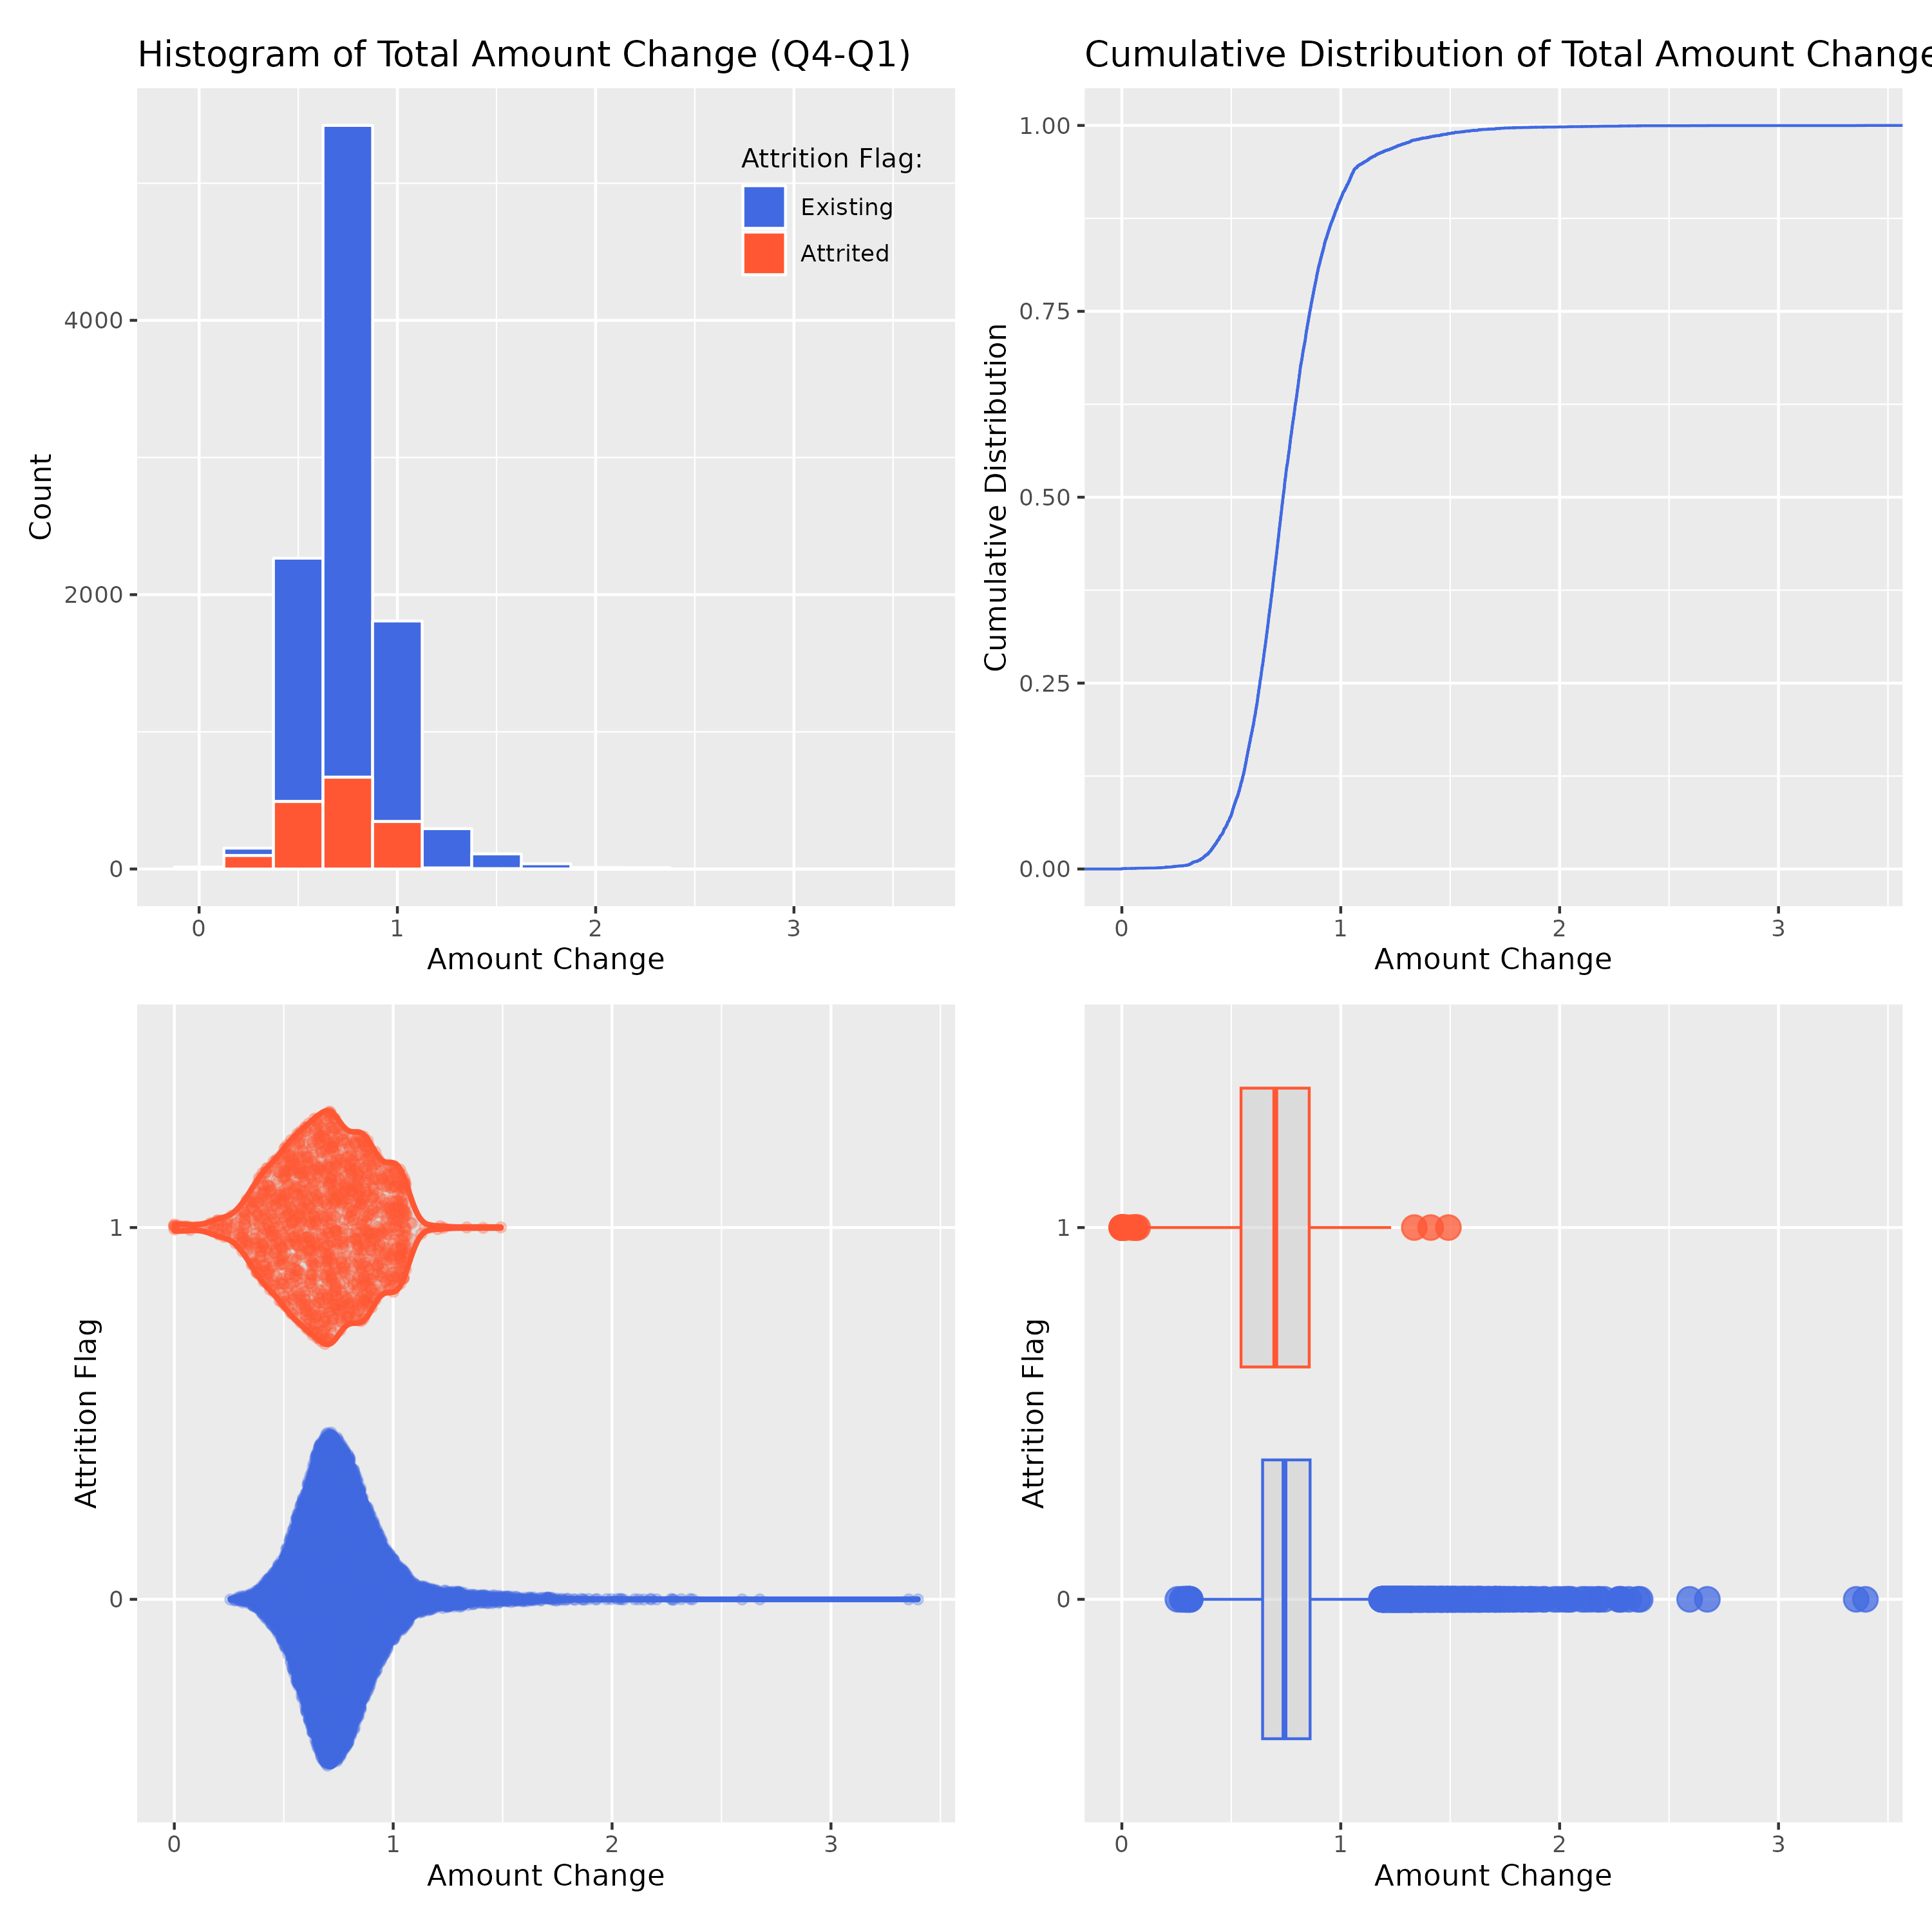 Histogram of Total Amount Change (Q4-Q1)
Count
4000
2000
0
Attrition Flag:
Existing
Attrited
0 1 2 3
Amount Change
Cumulative Distribution of Total Amount Change
Cumulative Distribution
1.00
0.75
0.50
0.25
0.00
0 1 2 3
Amount Change
Attrition Flag
1
0
0 1 2 3
Amount Change
Attrition Flag
1
0
0 1 2 3
Amount Change